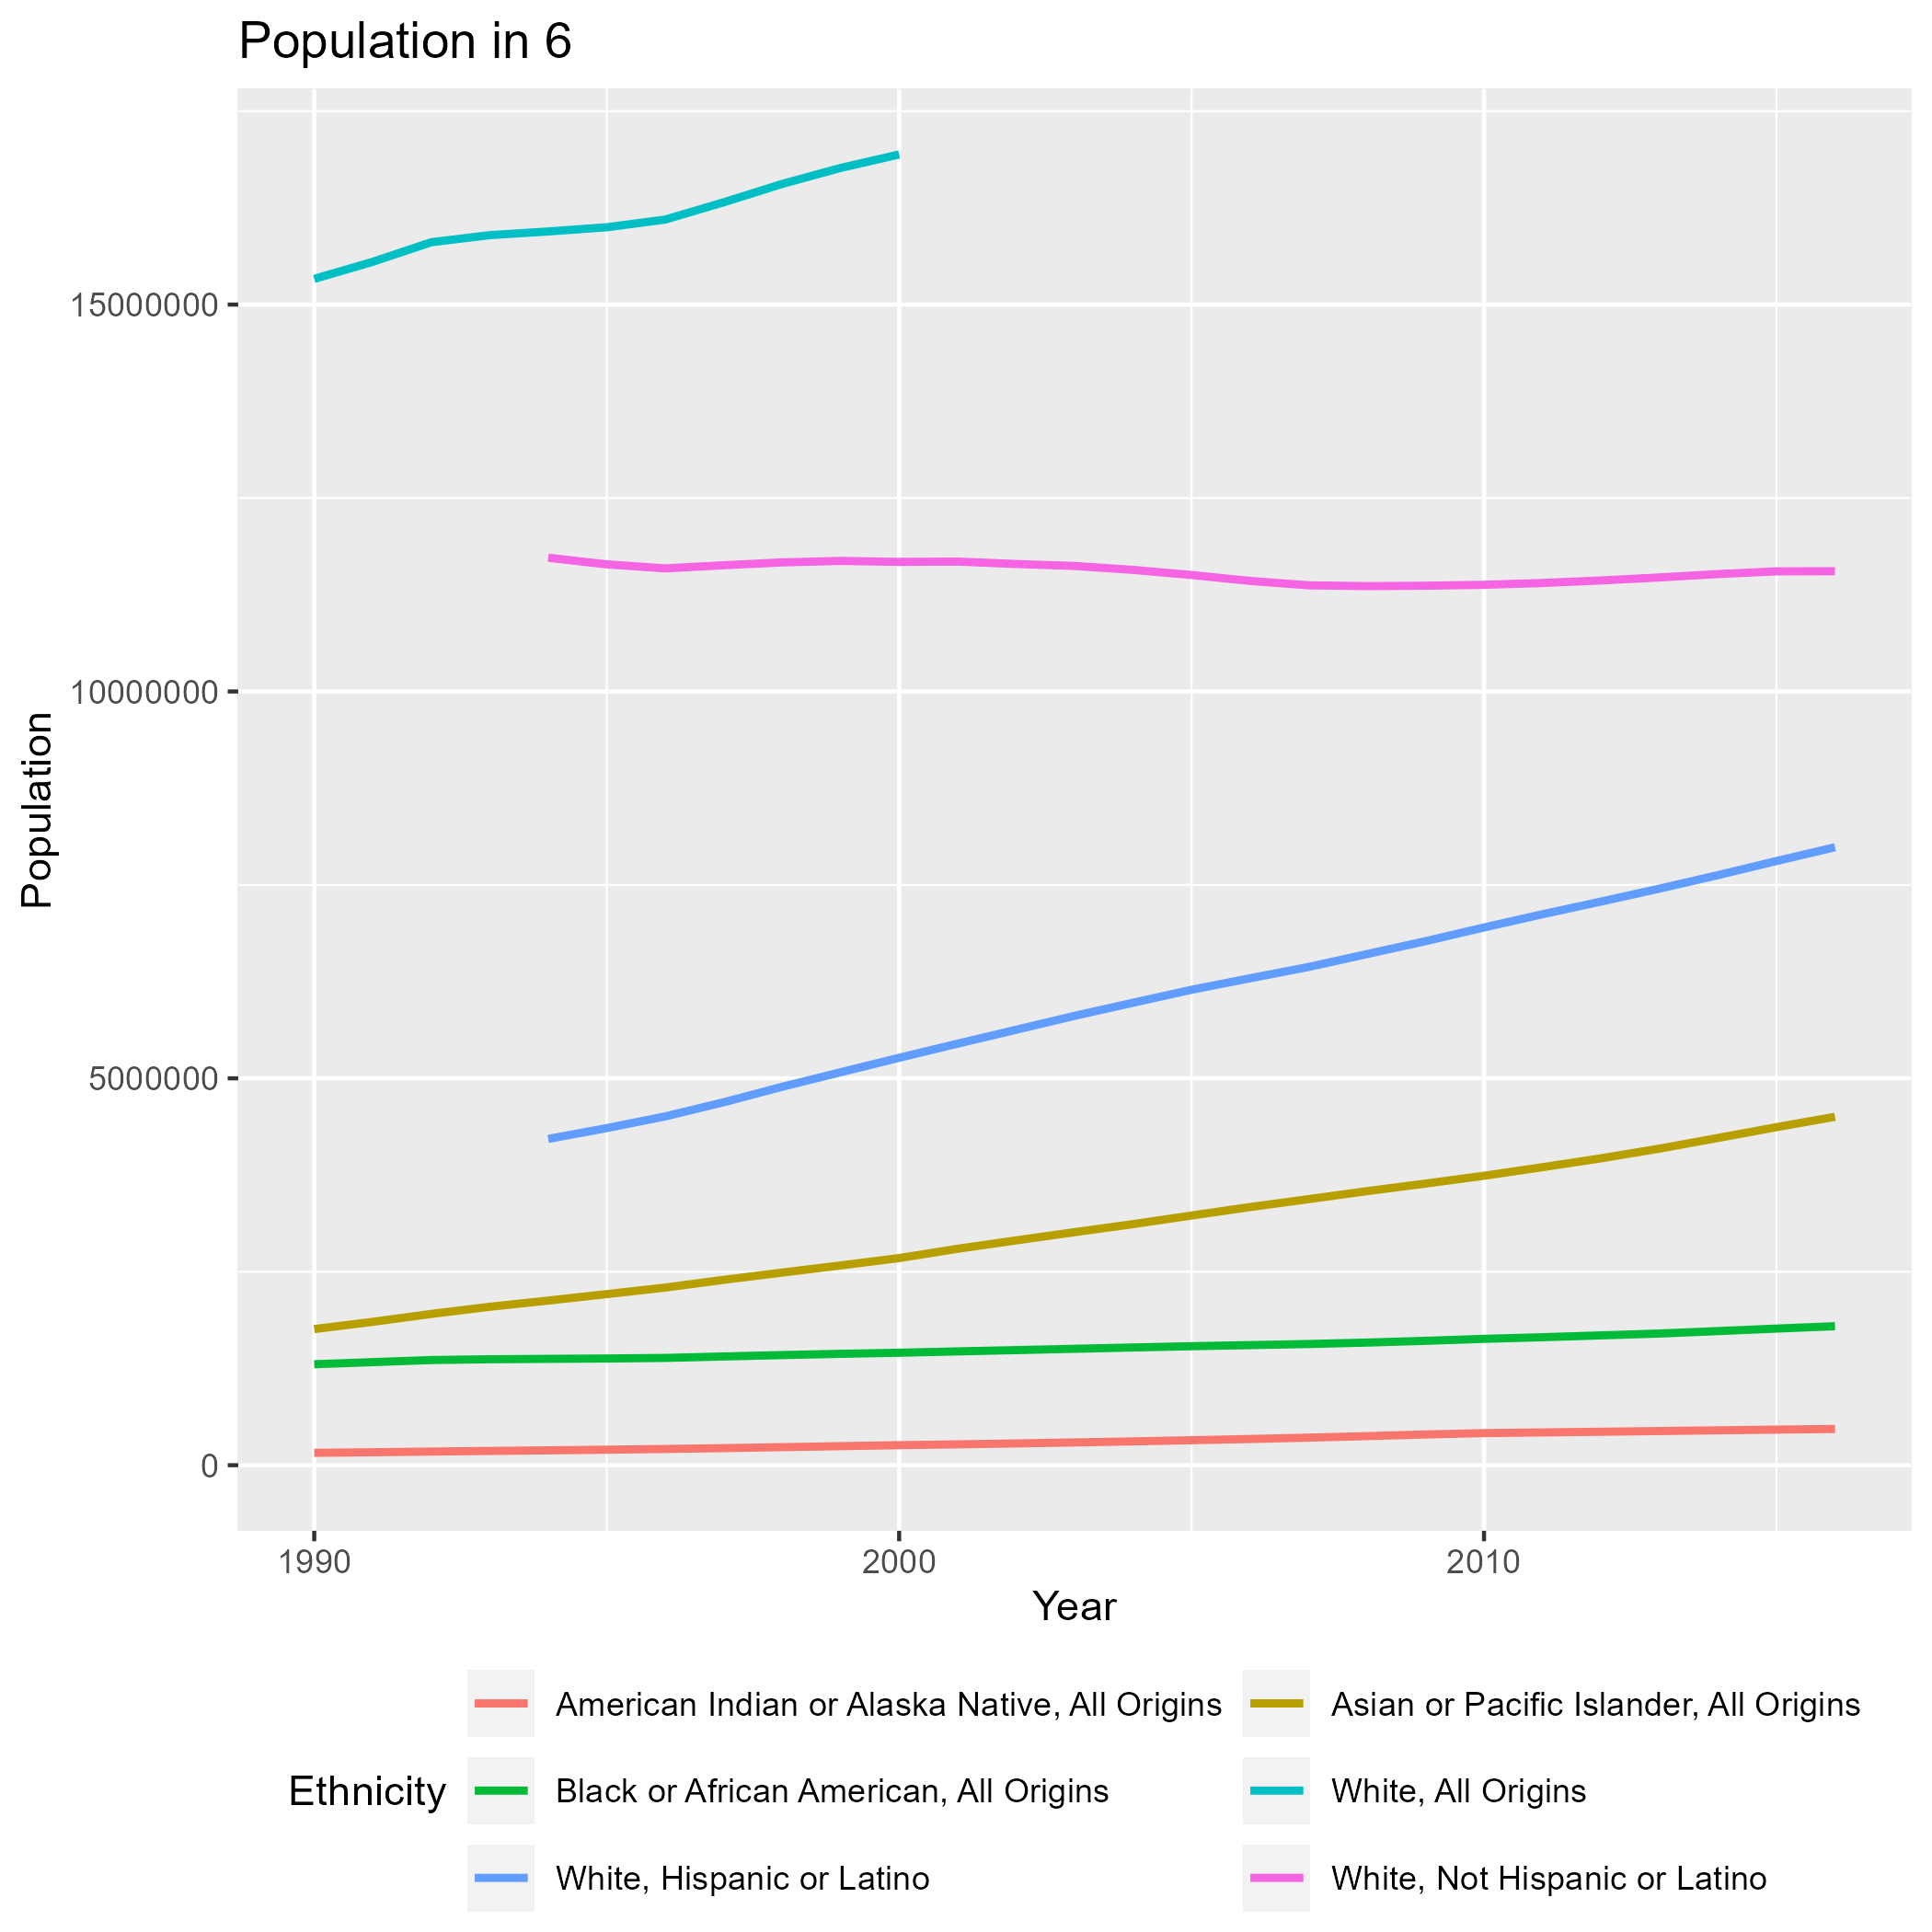 Population in 6
15000000
10000000
5000000
0
Population
1990 2000 2010
Year
Ethnicity
American Indian or Alaska Native, All Origins
Asian or Pacific Islander, All Origins
Black or African American, All Origins
White, All Origins
White, Hispanic or Latino
White, Not Hispanic or Latino